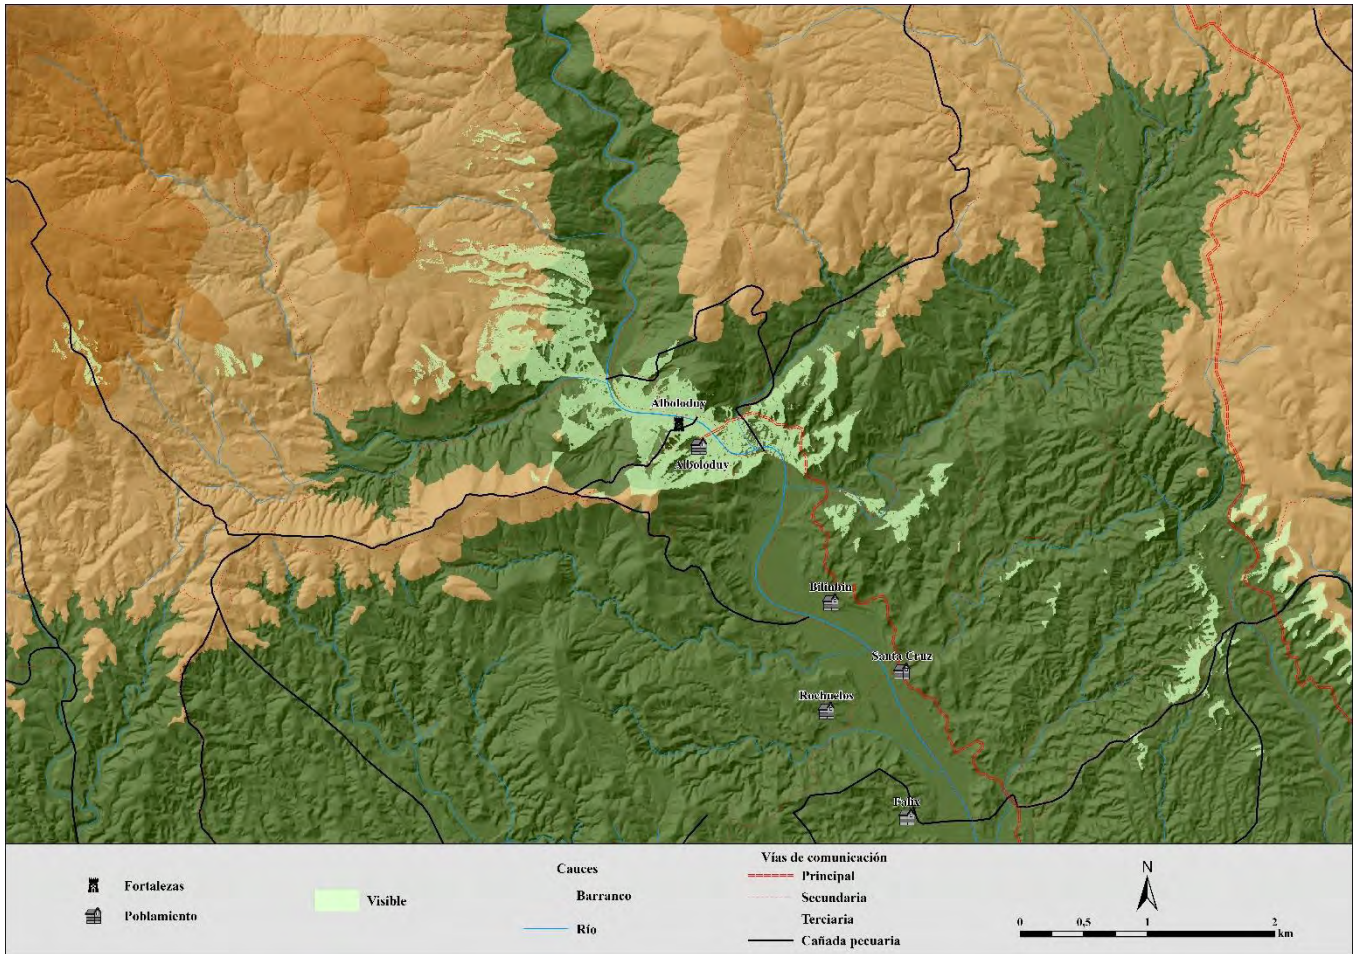 Alboloduy
Alboloduy
Bilimbín
Santa Cruz
Rochuelos
Falix
Fortalezas
Poblamiento
Visible
Cauces
Barranco
Río
Vías de comunicación
Principal
Secundaria
Terciaria
Cañada pecuaria
N
0 0,5 1 2
km